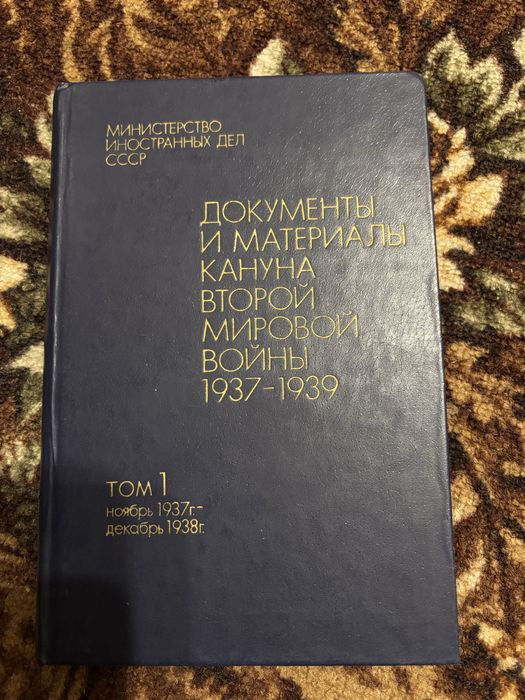 МИНИСТЕРСТВО
ИНОСТРАННЫХ ДЕЛ
СССР
ДОКУМЕНТЫ
И МАТЕРИАЛЫ
КАНУНА
ВТОРОЙ
МИРОВОЙ
ВОЙНЫ
1937-1939
ТОМ 1
ноябрь 1937г.-
декабрь 1938г.